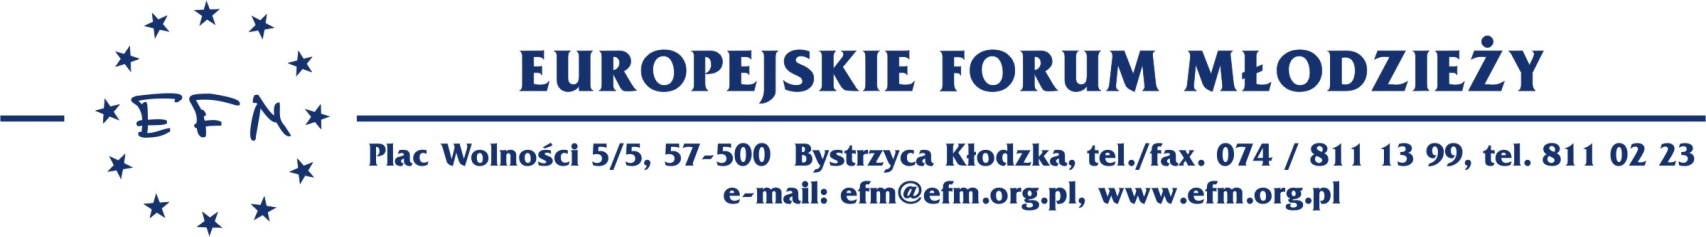 EFM
EUROPEJSKIE FORUM MŁODZIEŻY
Plac Wolności 5/5, 57-500 Bystrzyca Kłodzka, tel./fax. 074 / 811 13 99, tel. 811 02 23
e-mail: efm@efm.org.pl, www.efm.org.pl